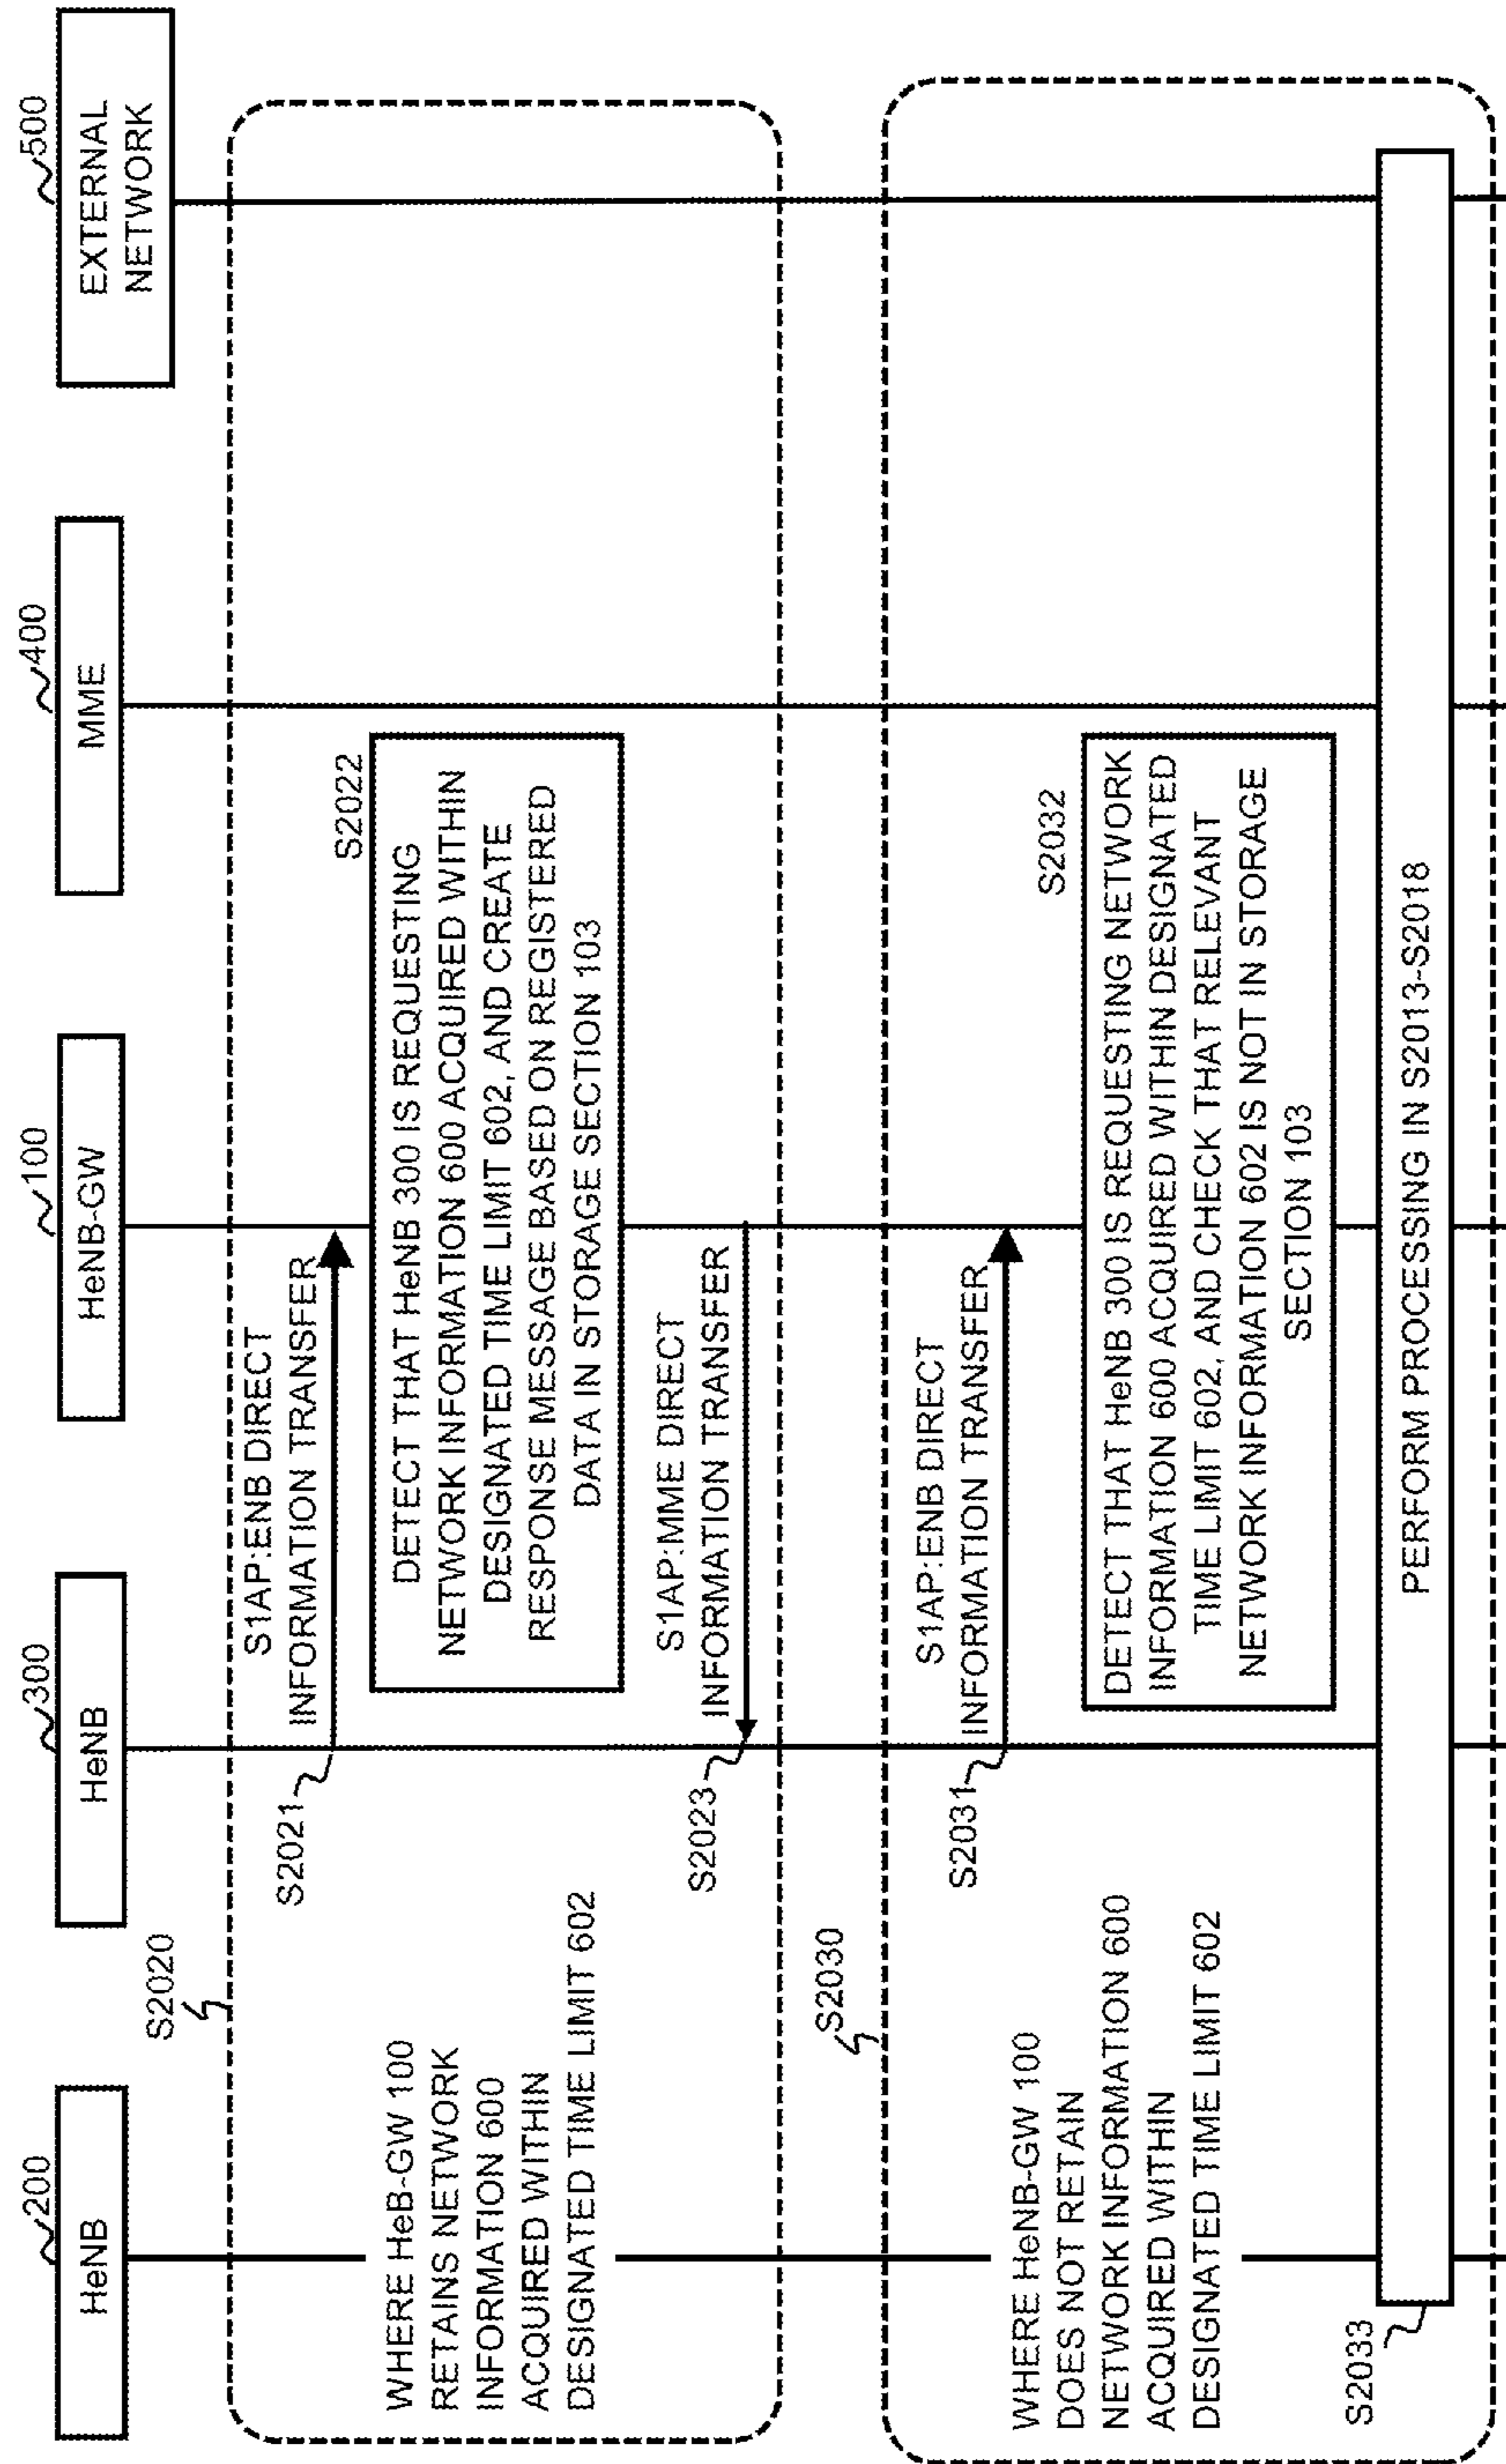 200
HeNB
300
HeNB
100
HeNB-GW
400
MME
500
EXTERNAL
NETWORK
S2020
WHERE HeB-GW 100
RETAINS NETWORK
INFORMATION 600
ACQUIRED WITHIN
DESIGNATED TIME LIMIT 602
S2021
S1AP:ENB DIRECT
INFORMATION TRANSFER
S2022
DETECT THAT HeNB 300 IS REQUESTING
NETWORK INFORMATION 600 ACQUIRED WITHIN
DESIGNATED TIME LIMIT 602, AND CREATE
RESPONSE MESSAGE BASED ON REGISTERED
DATA IN STORAGE SECTION 103
S2023
S1AP:MME DIRECT
INFORMATION TRANSFER
S2030
WHERE HeNB-GW 100
DOES NOT RETAIN
NETWORK INFORMATION 600
ACQUIRED WITHIN
DESIGNATED TIME LIMIT 602
S2031
S1AP:ENB DIRECT
INFORMATION TRANSFER
S2032
DETECT THAT HeNB 300 IS REQUESTING NETWORK
INFORMATION 600 ACQUIRED WITHIN DESIGNATED
TIME LIMIT 602, AND CHECK THAT RELEVANT
NETWORK INFORMATION 602 IS NOT IN STORAGE
SECTION 103
S2033
PERFORM PROCESSING IN S2013-S2018